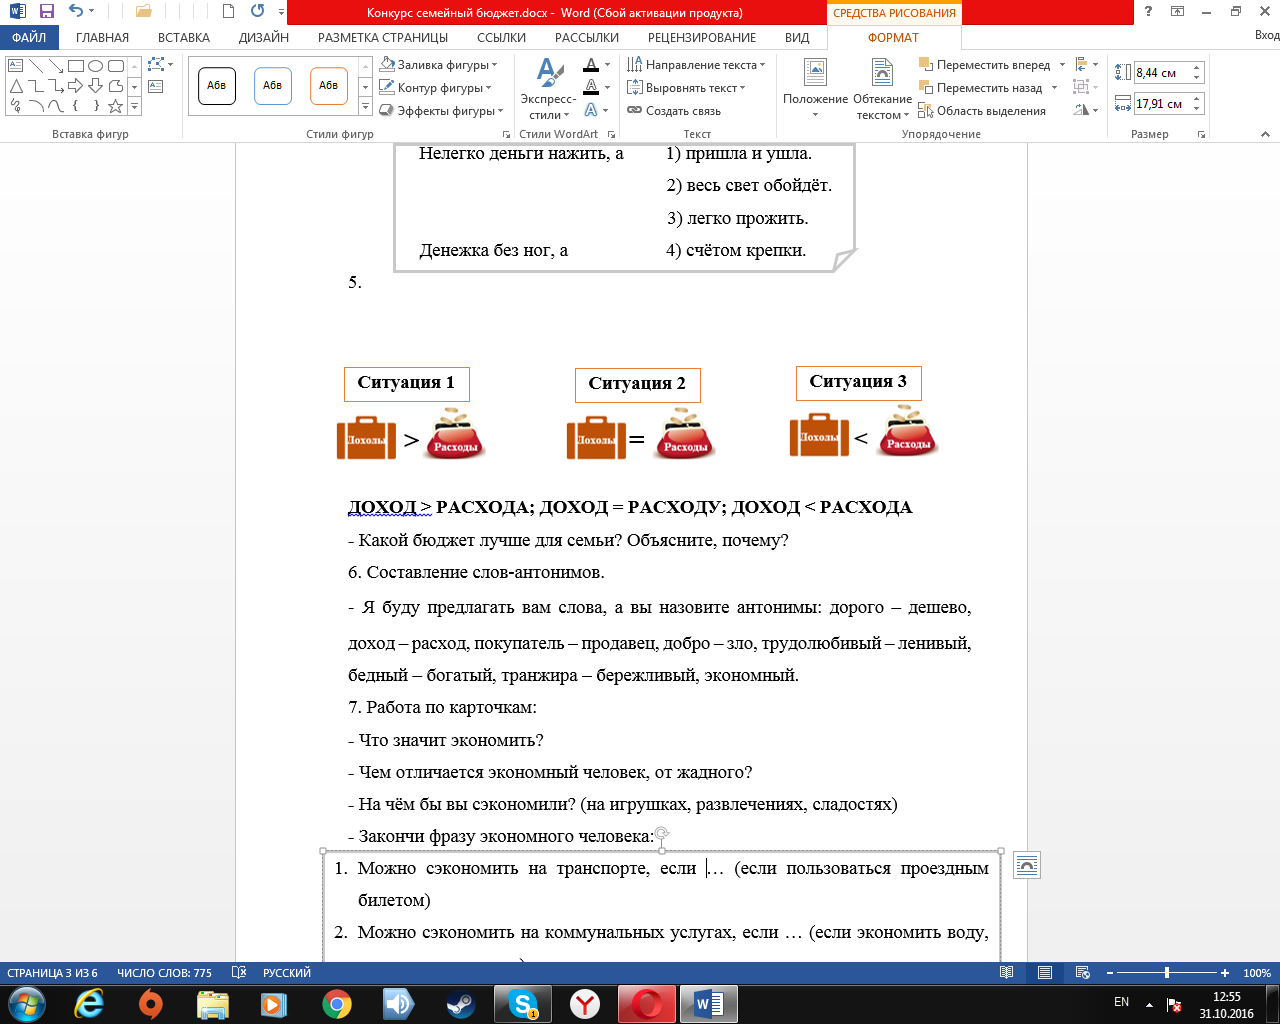 Конкурс семейный бюджет.docx - Word (Сбой активации продукта)
СРЕДСТВА РИСОВАНИЯ
?
ФАЙЛ ГЛАВНАЯ ВСТАВКА ДИЗАЙН РАЗМЕТКА СТРАНИЦЫ ССЫЛКИ РАССЫЛКИ РЕЦЕНЗИРОВАНИЕ ВИД ФОРМАТ Вход
Абв Абв Абв
Заливка фигуры
Контур фигуры
Эффекты фигуры
Экспресс-стили
Направление текста
Выровнять текст
Создать связь
Положение
Обтекание текстом
Переместить вперед
Переместить назад
Область выделения
8,44 см
17,91 см
Вставка фигур Стили фигур Стили WordArt Текст Упорядочение Размер
Нелегко деньги нажить, а 1) пришла и ушла.
2) весь свет обойдёт.
3) легко прожить.
Денежка без ног, а 4) счётом крепки.
5.
Ситуация 1 Ситуация 2 Ситуация 3
Доходы > Расходы Доходы = Расходы Доходы < Расходы
ДОХОД > РАСХОДА; ДОХОД = РАСХОДУ; ДОХОД < РАСХОДА
- Какой бюджет лучше для семьи? Объясните, почему?
6. Составление слов-антонимов.
- Я буду предлагать вам слова, а вы назовите антонимы: дорого – дешево,
доход – расход, покупатель – продавец, добро – зло, трудолюбивый – ленивый,
бедный – богатый, транжира – бережливый, экономный.
7. Работа по карточкам:
- Что значит экономить?
- Чем отличается экономный человек, от жадного?
- На чём бы вы сэкономили? (на игрушках, развлечениях, сладостях)
- Закончи фразу экономного человека:
1. Можно сэкономить на транспорте, если … (если пользоваться проездным
билетом)
2. Можно сэкономить на коммунальных услугах, если … (если экономить воду,
СТРАНИЦА 3 ИЗ 6 ЧИСЛО СЛОВ: 775 РУССКИЙ 100%
EN 12:55
31.10.2016